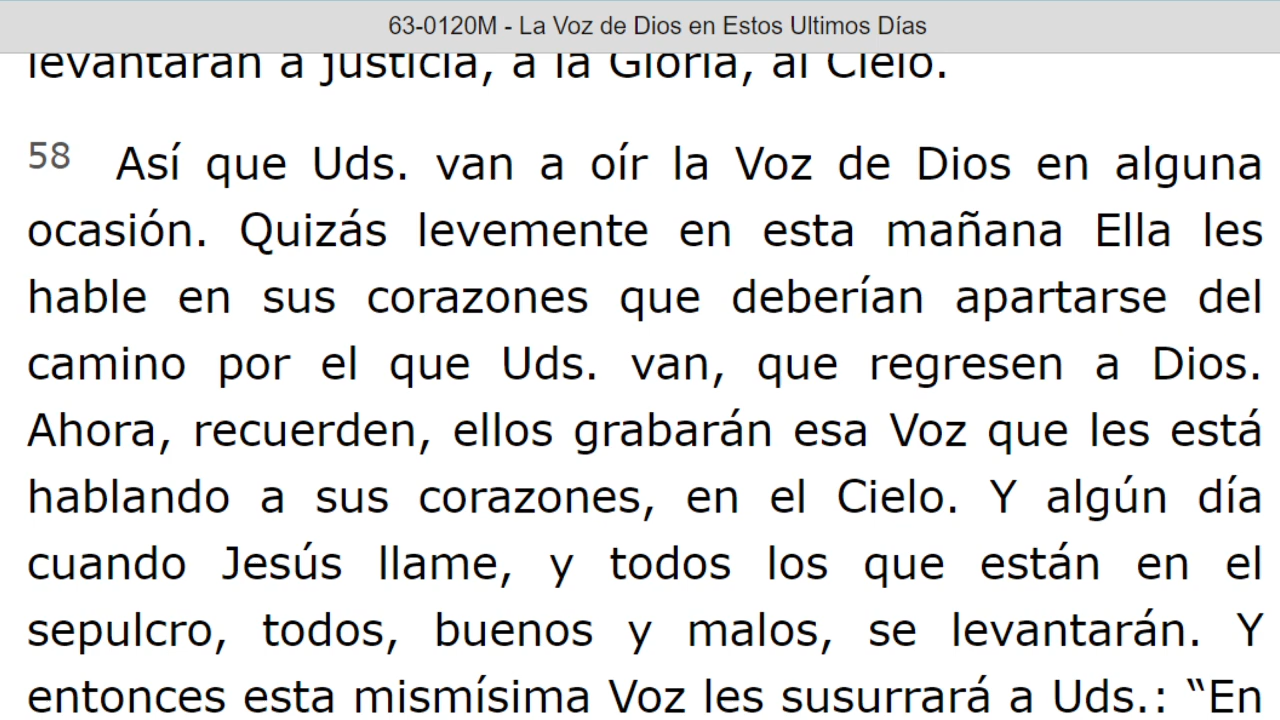 63-0120M - La Voz de Dios en Estos Ultimos Días
levantarán a justicia, a la Gloria, al Cielo.
58 Así que Uds. van a oír la Voz de Dios en alguna
ocasión. Quizás levemente en esta mañana Ella les
hable en sus corazones que deberían apartarse del
camino por el que Uds. van, que regresen a Dios.
Ahora, recuerden, ellos grabarán esa Voz que les está
hablando a sus corazones, en el Cielo. Y algún día
cuando Jesús llame, y todos los que están en el
sepulcro, todos, buenos y malos, se levantarán. Y
entonces esta mismísima Voz les susurrará a Uds.: “En